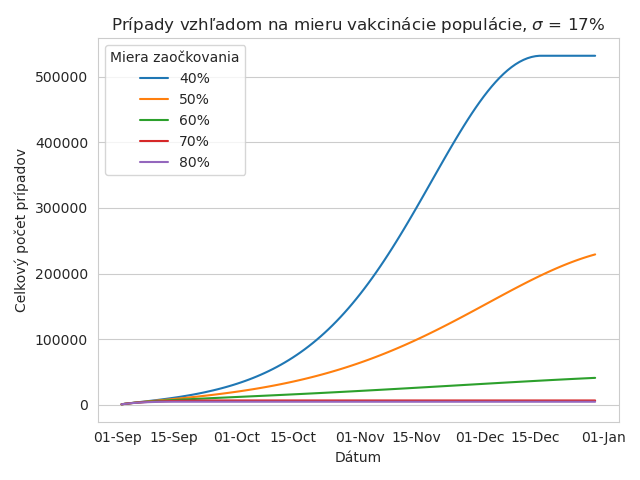 Prípady vzhľadom na mieru vakcinácie populácie, σ = 17%
Miera zaočkovania
40%
50%
60%
70%
80%
Celkový počet prípadov
500000
400000
300000
200000
100000
0
01-Sep 15-Sep 01-Oct 15-Oct 01-Nov 15-Nov 01-Dec 15-Dec 01-Jan
Dátum